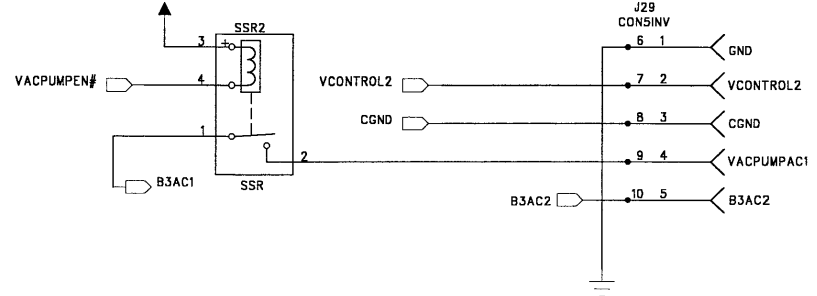 J29
CON5INV
SSR2
3 +
6 1 GND
VACPUMPEN# 4
VCONTROL2 7 2 VCONTROL2
CGND 8 3 CGND
1
2 9 4 VACPUMPAC1
B3AC1 SSR
B3AC2 10 5 B3AC2